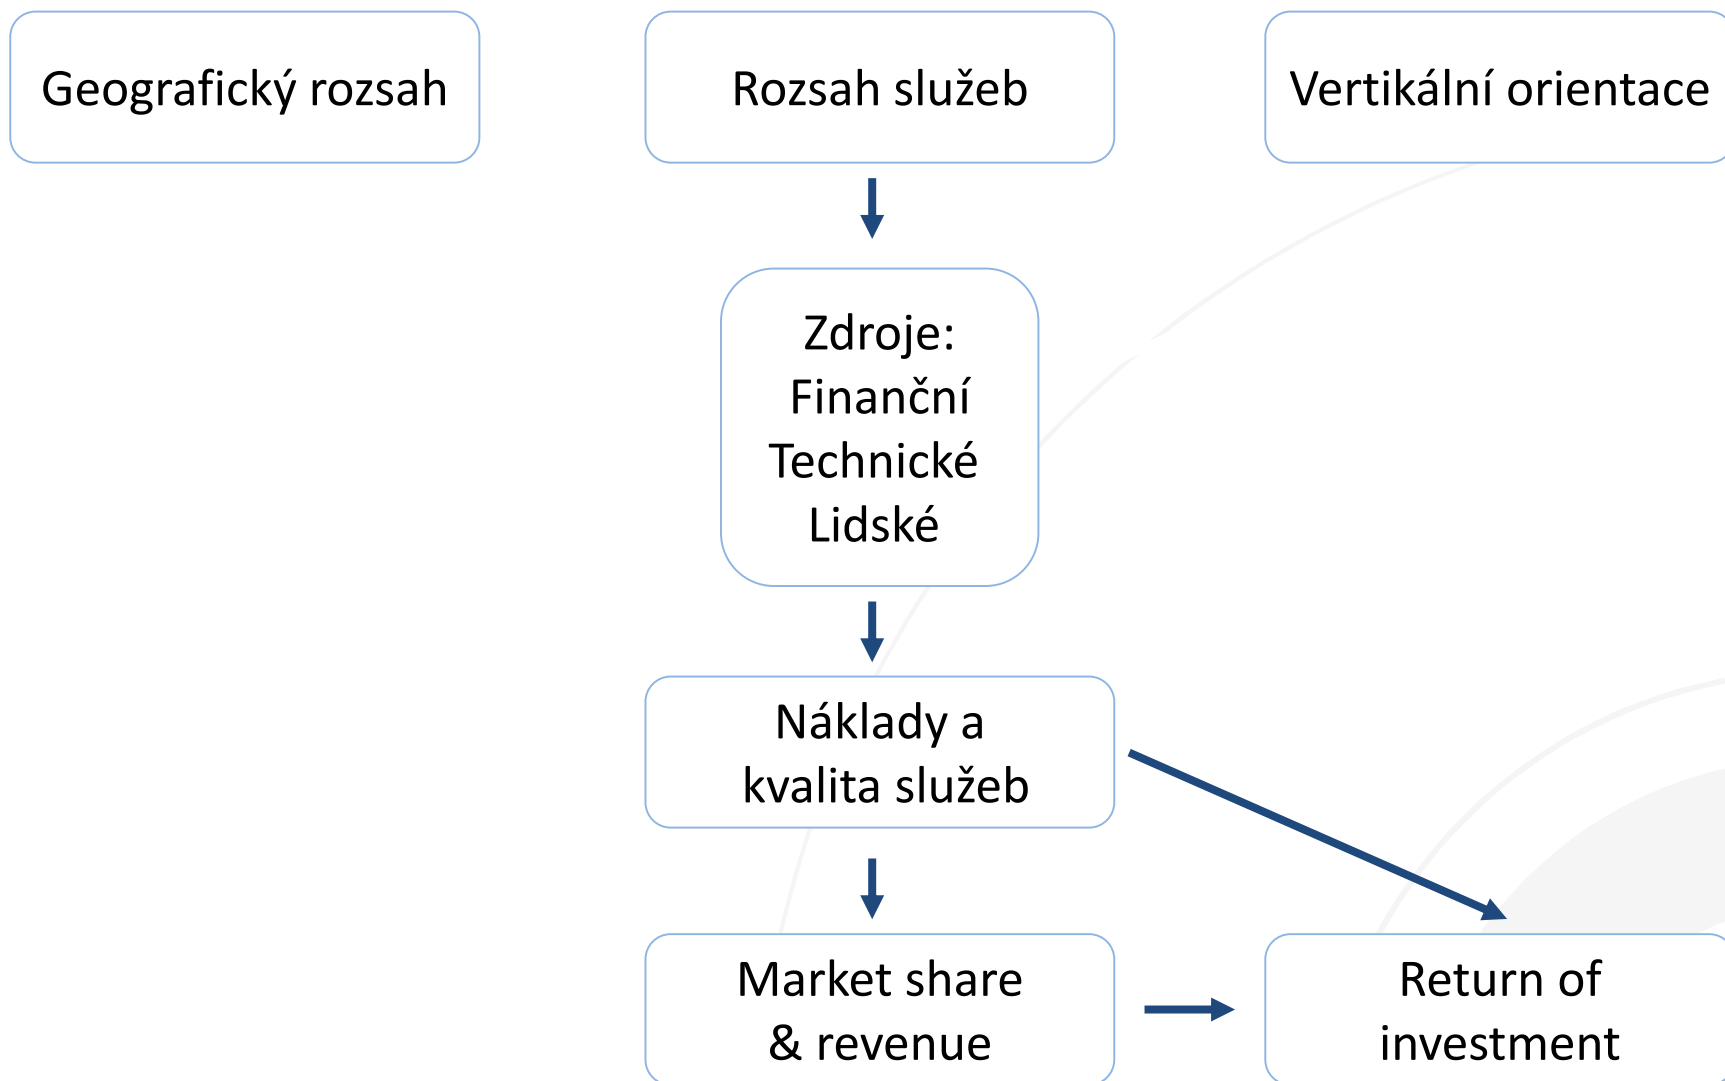 Geografický rozsah
Rozsah služeb
Vertikální orientace
Zdroje:
Finanční
Technické
Lidské
Náklady a
kvalita služeb
Market share
& revenue
Return of
investment